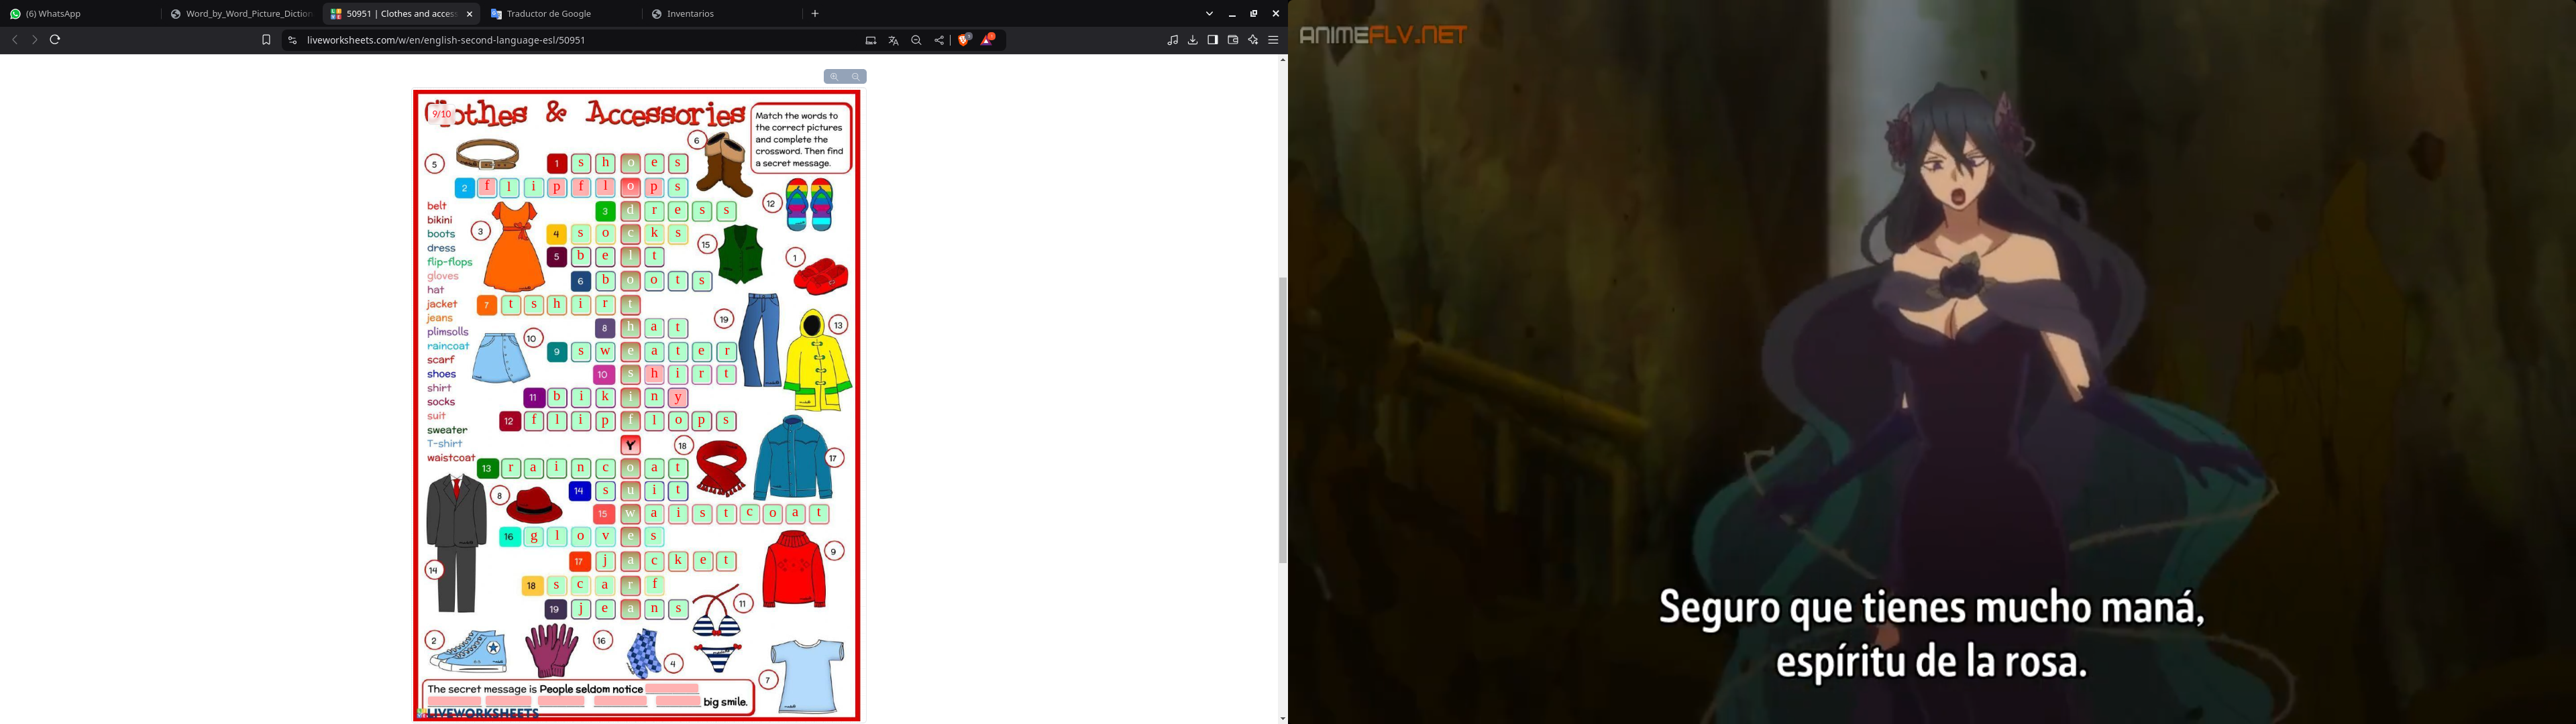 (6) WhatsApp
Word_by_Word_Picture_Diction
50951 | Clothes and access
Traductor de Google
Inventarios
liveworksheets.com/w/en/english-second-language-esl/50951
ANIMEFLV.NET
9/10
Clothes & Accessories
Match the words to
the correct pictures
and complete the
crossword. Then find
a secret message.
5
6
1 s h o e s
2 f l i p f l o p s
12
3 d r e s s
3
4 s o c k s
15
5 b e l t
1
6 b o o t s
7 t s h i r t
19
13
8 h a t
10
9 s w e a t e r
10 s h i r t
11 b i k i n y
12 f l i p f l o p s
Y
18
17
13 r a i n c o a t
14 s u i t
8
15 w a i s t c o a t
16 g l o v e s
9
17 j a c k e t
14
18 s c a r f
19 j e a n s
11
2
16
4
7
belt
bikini
boots
dress
flip-flops
gloves
hat
jacket
jeans
plimsolls
raincoat
scarf
shoes
shirt
socks
suit
sweater
T-shirt
waistcoat
The secret message is People seldom notice
big smile.
LIVEWORKSHEETS
Seguro que tienes mucho maná,
espíritu de la rosa.